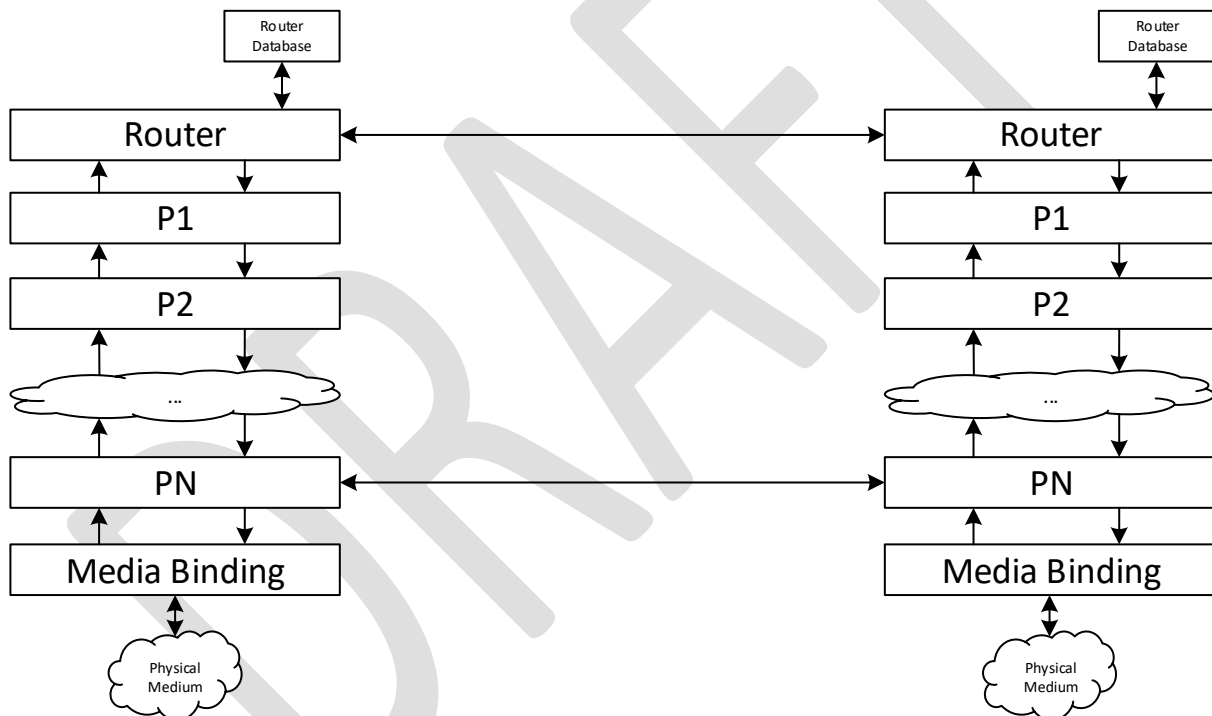 Router
Database
Router
Database
Router
Router
P1
P1
P2
P2
...
...
PN
PN
Media Binding
Media Binding
Physical
Medium
Physical
Medium
DRAFT